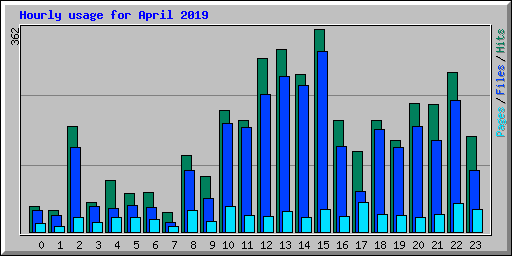 Hourly usage for April 2019
362
Pages / Files / Hits
0 1 2 3 4 5 6 7 8 9 10 11 12 13 14 15 16 17 18 19 20 21 22 23